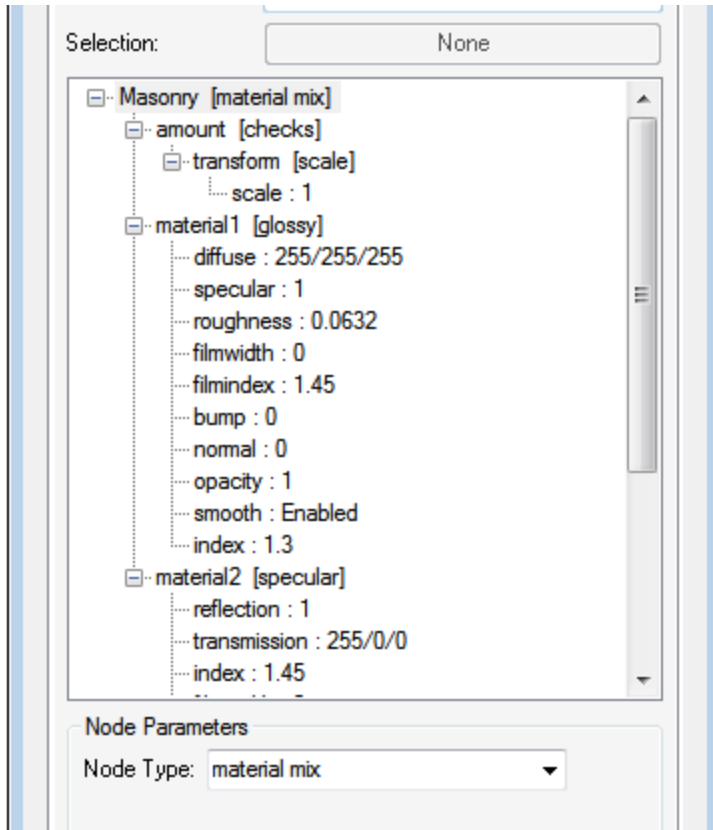 Selection: None
Masonry [material mix]
amount [checks]
transform [scale]
scale : 1
material1 [glossy]
diffuse : 255/255/255
specular : 1
roughness : 0.0632
filmwidth : 0
filmindex : 1.45
bump : 0
normal : 0
opacity : 1
smooth : Enabled
index : 1.3
material2 [specular]
reflection : 1
transmission : 255/0/0
index : 1.45
Node Parameters
Node Type: material mix